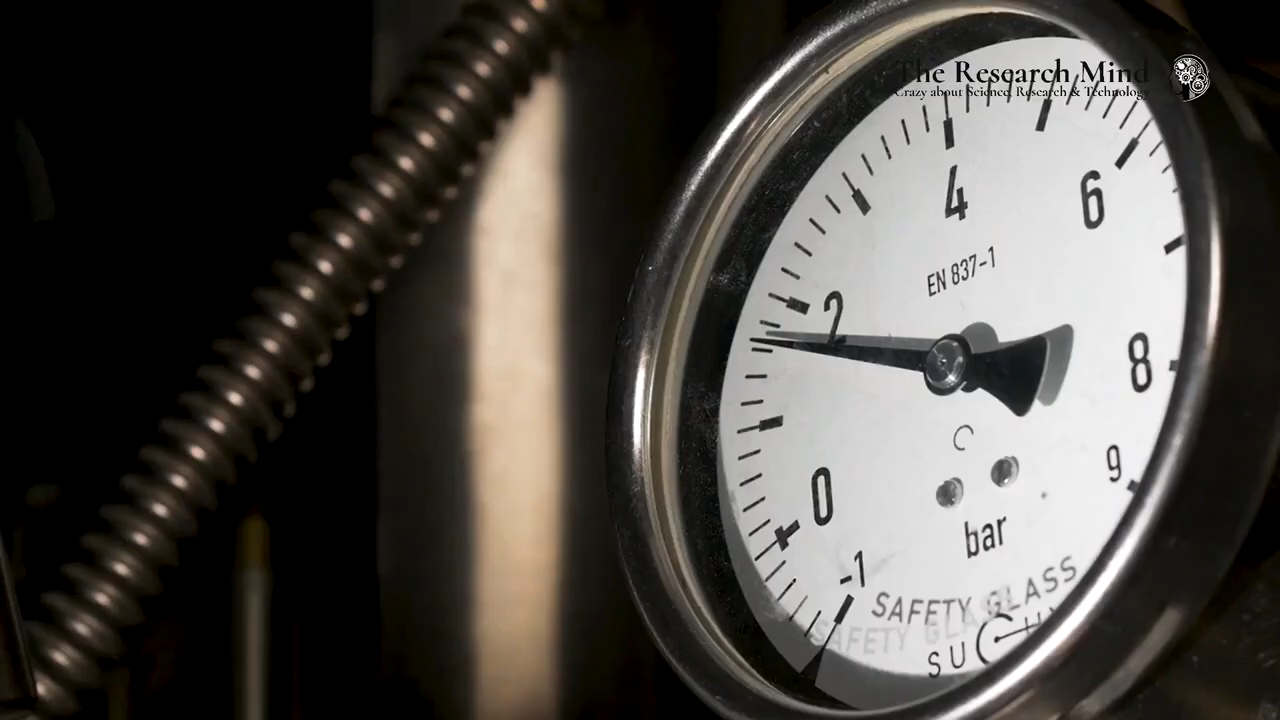 The Research Mind
Crazy about Science, Research & Technology
4
6
2
EN 837-1
8
0
9
bar
-1
SAFETY GLASS